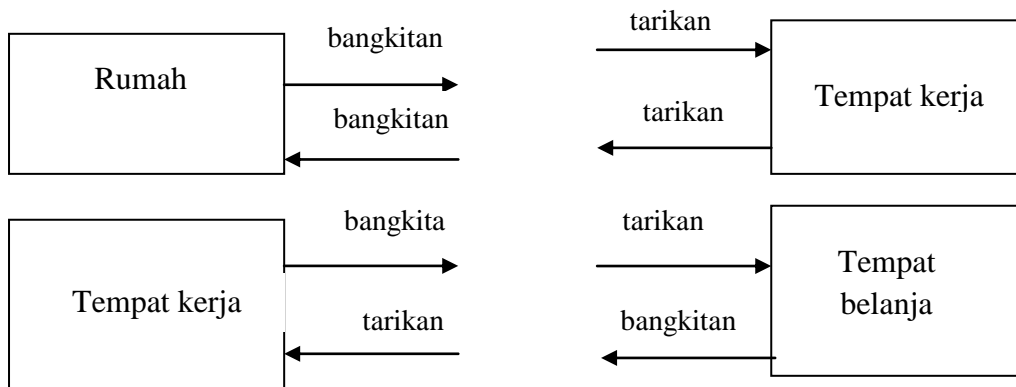 tarikan
bangkitan
Rumah
Tempat kerja
bangkitan
tarikan
bangkita
tarikan
Tempat
belanja
Tempat kerja
tarikan
bangkitan